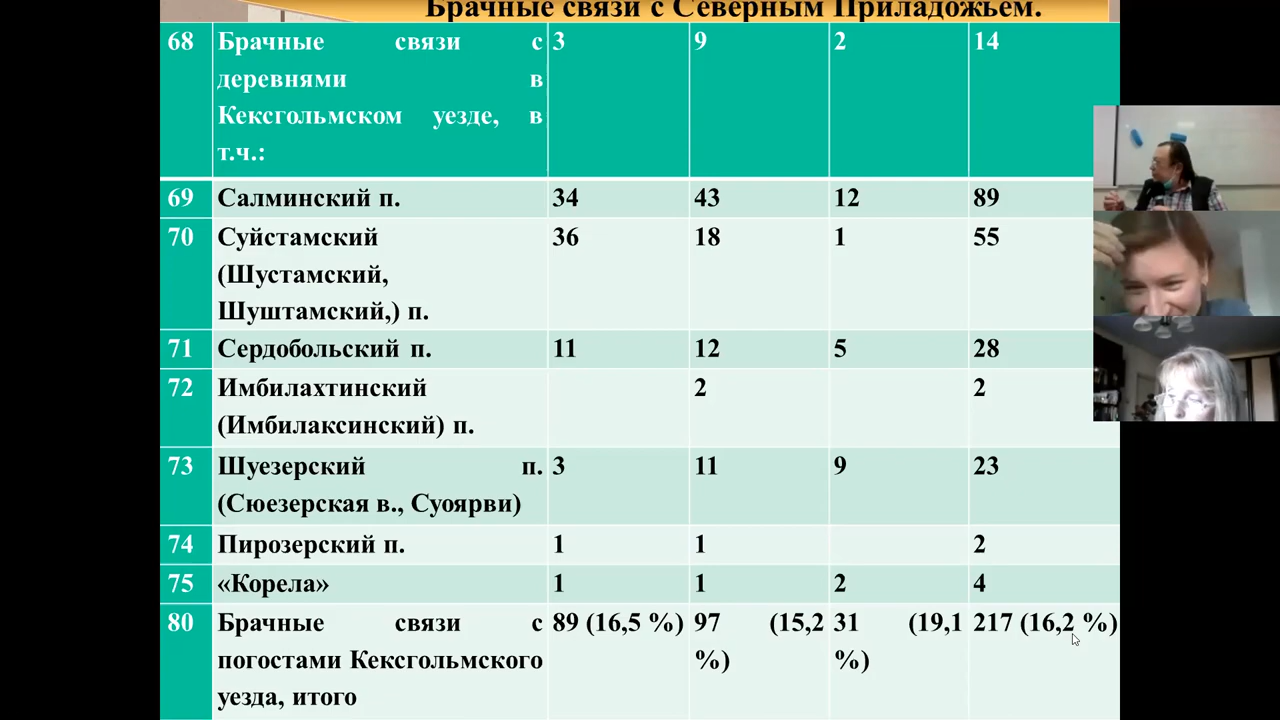 Брачные связи с Северным Приладожьем.
68 Брачные связи с 3 9 2 14
деревнями в
Кексгольмском уезде, в
т.ч.:
69 Салминский п. 34 43 12 89
70 Суйстамский 36 18 1 55
(Шустамский,
Шуштамский,) п.
71 Сердобольский п. 11 12 5 28
72 Имбилахтинский 2 2
(Имбилаксинский) п.
73 Шуезерский п. 3 11 9 23
(Сюезерская в., Суоярви)
74 Пирозерский п. 1 1 2
75 «Корела» 1 1 2 4
80 Брачные связи с 89 (16,5 %) 97 (15,2 31 (19,1 217 (16,2 %)
погостами Кексгольмского %) %)
уезда, итого